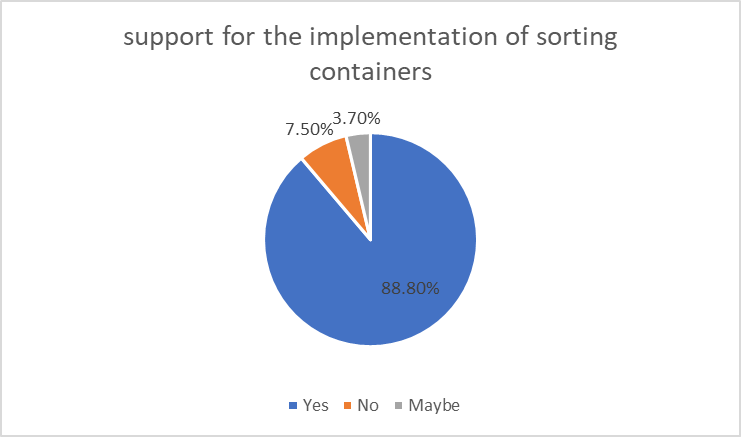 support for the implementation of sorting
containers
3.70%
7.50%
88.80%
Yes No Maybe